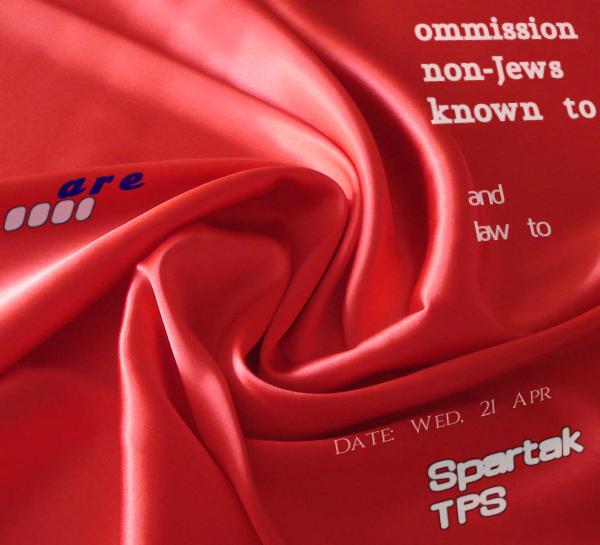 ommission
non-Jews
known to
are
and
law to
Date: Wed, 21 Apr
Spartak
TPS